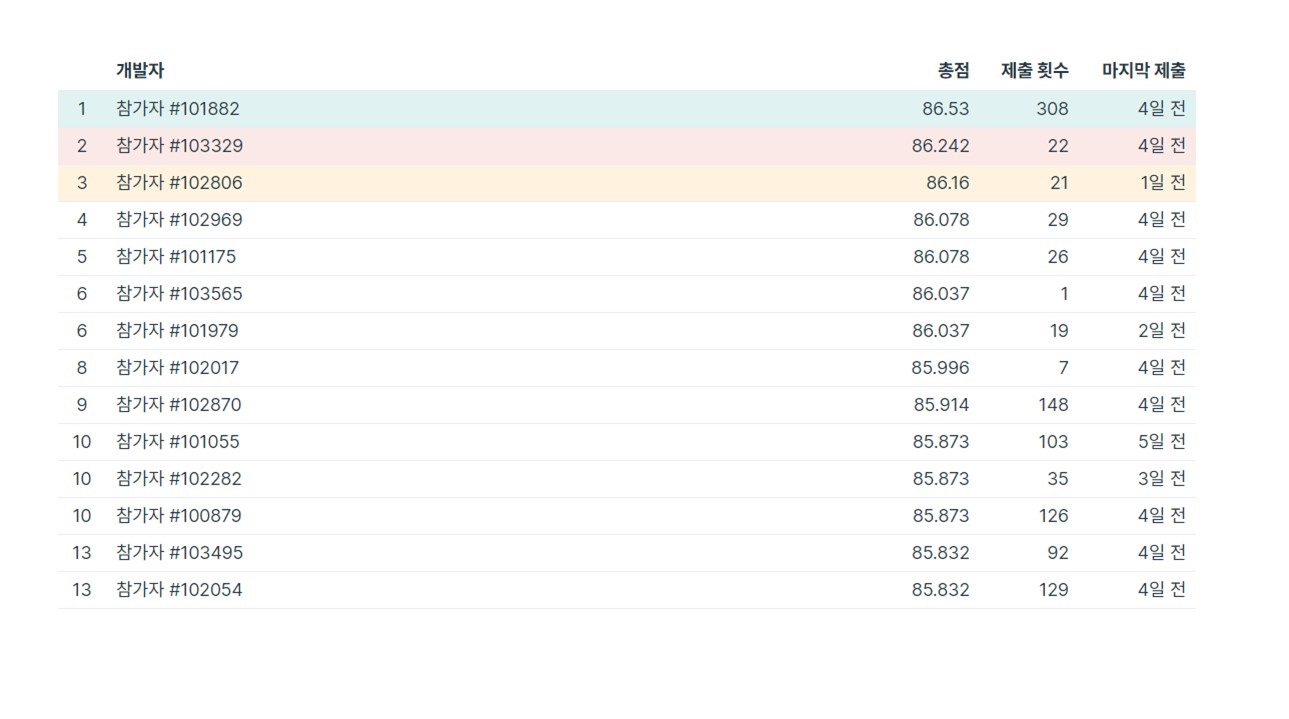 개발자 총점 제출 횟수 마지막 제출
1 참가자 #101882 86.53 308 4일 전
2 참가자 #103329 86.242 22 4일 전
3 참가자 #102806 86.16 21 1일 전
4 참가자 #102969 86.078 29 4일 전
5 참가자 #101175 86.078 26 4일 전
6 참가자 #103565 86.037 1 4일 전
6 참가자 #101979 86.037 19 2일 전
8 참가자 #102017 85.996 7 4일 전
9 참가자 #102870 85.914 148 4일 전
10 참가자 #101055 85.873 103 5일 전
10 참가자 #102282 85.873 35 3일 전
10 참가자 #100879 85.873 126 4일 전
13 참가자 #103495 85.832 92 4일 전
13 참가자 #102054 85.832 129 4일 전